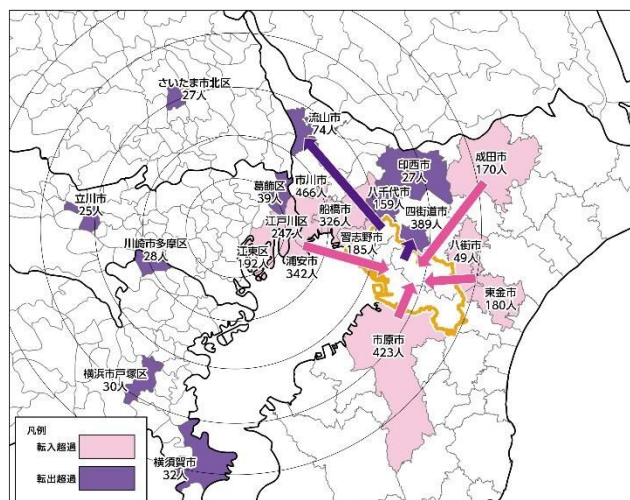 さいたま市北区
27人
流山市
74人
印西市
27人
成田市
170人
葛飾区
39人
市川市
466人
八千代市
159人
立川市
25人
船橋市
326人
四街道市
389人
江戸川区
247人
川崎市多摩区
28人
江東区
192人
習志野市
185人
八街市
49人
浦安市
342人
東金市
180人
市原市
423人
横浜市戸塚区
30人
凡例
転入超過
転出超過
横須賀市
32人